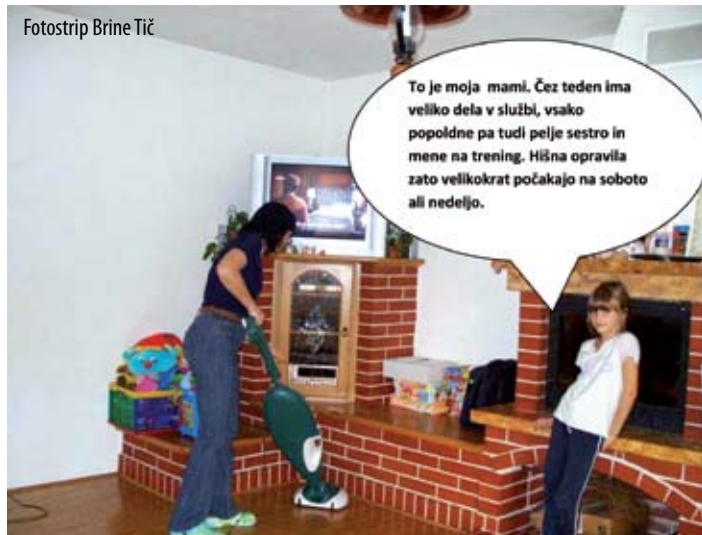 Fotostrip Brine Tič
To je moja mami. Čez teden ima
veliko dela v službi, vsako
popoldne pa tudi pelje sestro in
mene na trening. Hišna opravila
zato velikokrat počakajo na soboto
ali nedeljo.